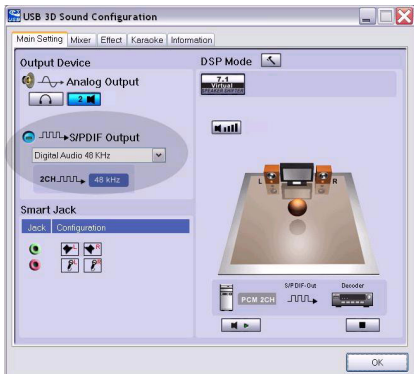 USB 3D Sound Configuration
Main Setting Mixer Effect Karaoke Information
Output Device
Analog Output
2
S/PDIF Output
Digital Audio 48 KHz
2CH 48 kHz
Smart Jack
Jack Configuration
L R
L R
DSP Mode
7.1
Virtual
SPEAKER SHIFTER
L R
S/PDIF-Out Decoder
PCM 2CH
OK